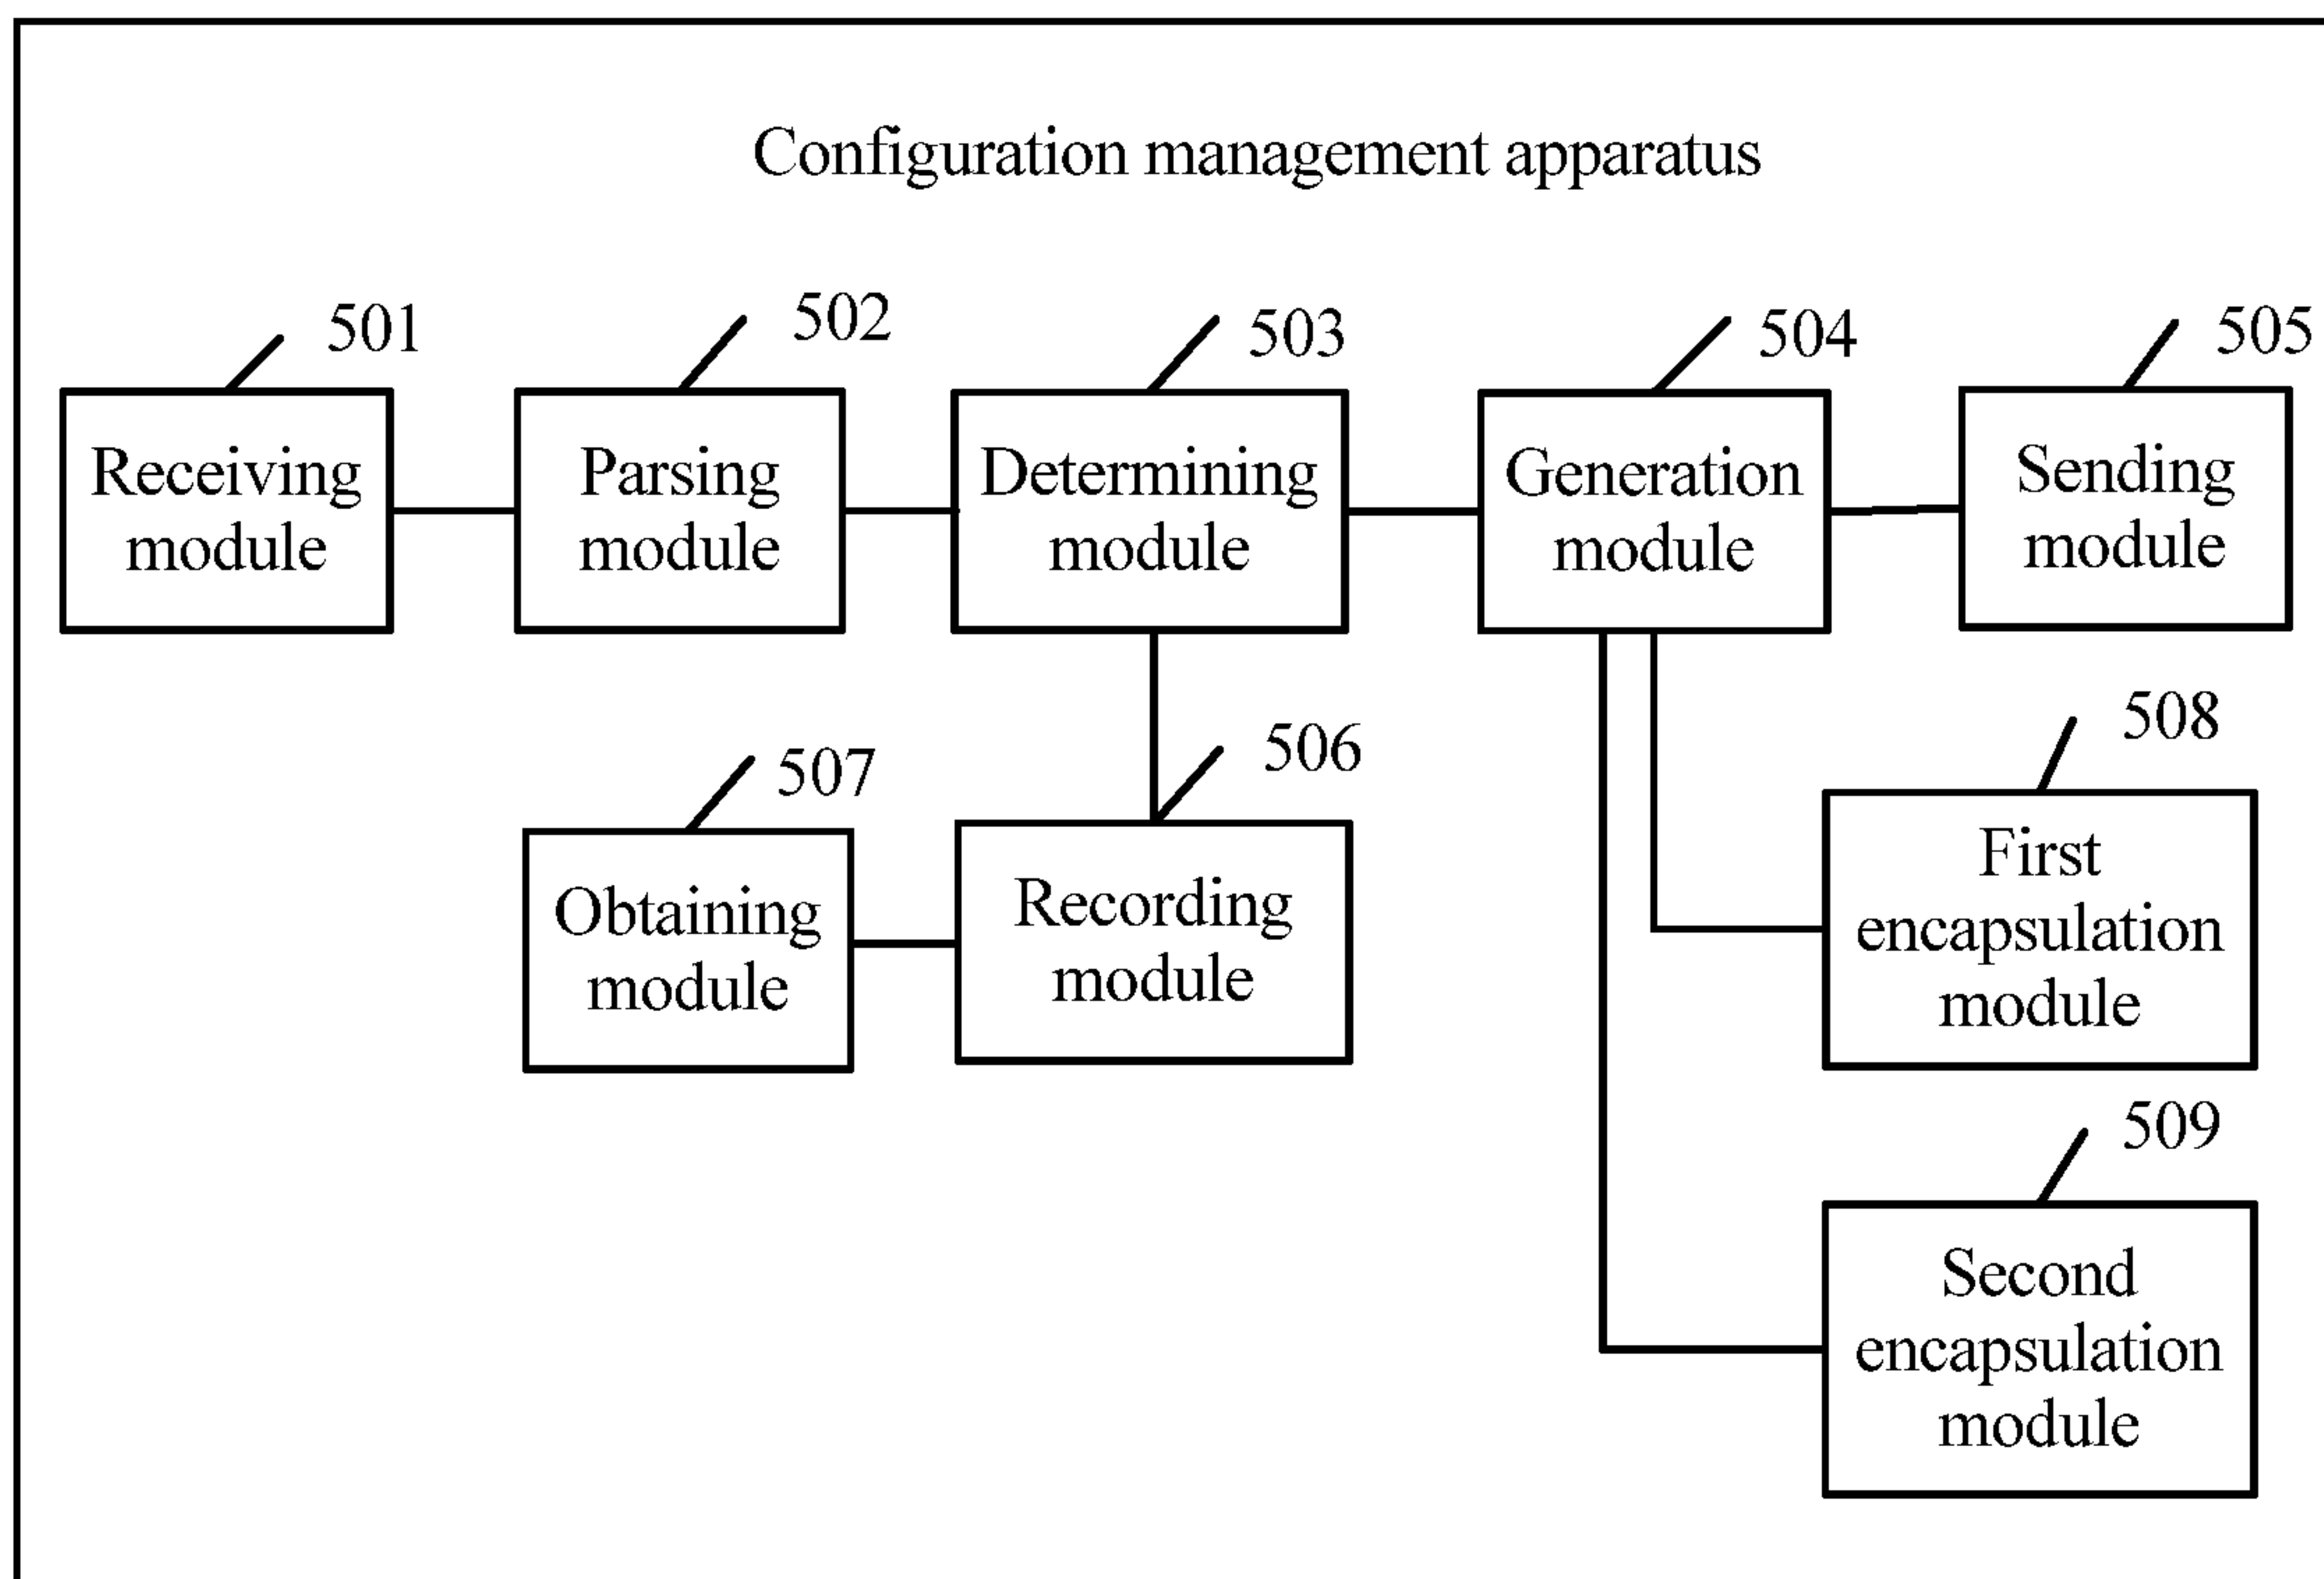 Configuration management apparatus
501
502
503
504
505
Receiving
module
Parsing
module
Determining
module
Generation
module
Sending
module
507
506
508
Obtaining
module
Recording
module
First
encapsulation
module
509
Second
encapsulation
module